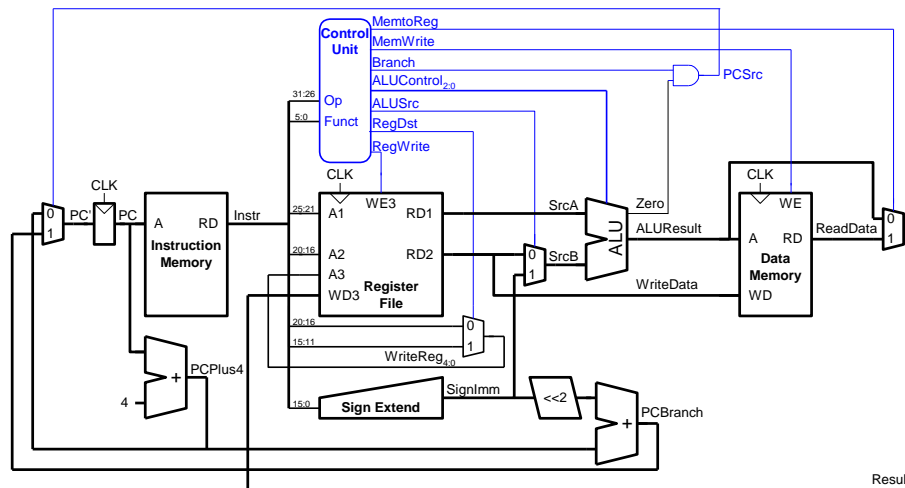 MemtoReg
Control
Unit
MemWrite
Branch
ALUControl2:0
PCSrc
31:26
Op
ALUSrc
5:0
Funct
RegDst
RegWrite
CLK
CLK
CLK
0
1
PC'
PC
A
RD
Instruction
Memory
Instr
25:21
A1
WE3
RD1
SrcA
Zero
WE
0
1
20:16
A2
RD2
0
1
SrcB
ALU
ALUResult
A
RD
ReadData
A3
Register
File
Data
Memory
WD3
WriteData
WD
20:16
0
15:11
1
WriteReg4:0
PCPlus4
+
4
SignImm
15:0
Sign Extend
<<2
+
PCBranch
Resul